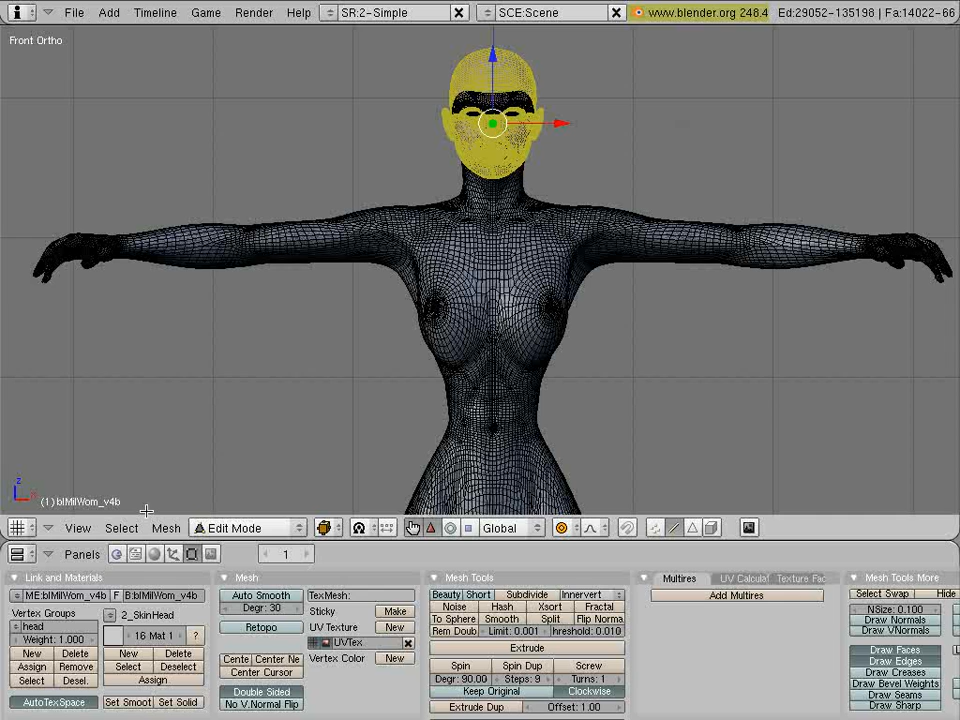 File Add Timeline Game Render Help SR:2-Simple SCE:Scene www.blender.org 248.4 Ed:29052-135198 | Fa:14022-66
Front Ortho
z
(1) blMilWom_v4b
View Select Mesh Edit Mode Global
Panels 1
Link and Materials
ME:blMilWom_v4b F B:blMilWom_v4b
Vertex Groups 2_SkinHead
head
Weight: 1.000 16 Mat 1 ?
New Delete New Delete
Assign Remove Select Deselect
Select Desel. Assign
AutoTexSpace Set Smoot Set Solid
Mesh
Auto Smooth TexMesh:
Degr: 30 Sticky Make
Retopo UV Texture New
UVTex
Cente Center Ne Vertex Color New
Center Cursor
Double Sided
No V.Normal Flip
Mesh Tools
Beauty Short Subdivide Innervert
Noise Hash Xsort Fractal
To Sphere Smooth Split Flip Norma
Rem Doub Limit: 0.001 hreshold: 0.010
Extrude
Spin Spin Dup Screw
Degr: 90.00 Steps: 9 Turns: 1
Keep Original Clockwise
Extrude Dup Offset: 1.00
Multires UV Calculat Texture Fac
Add Multires
Mesh Tools More
Select Swap Hide
NSize: 0.100
Draw Normals
Draw VNormals
Draw Faces
Draw Edges
Draw Creases
Draw Bevel Weights
Draw Seams
Draw Sharp